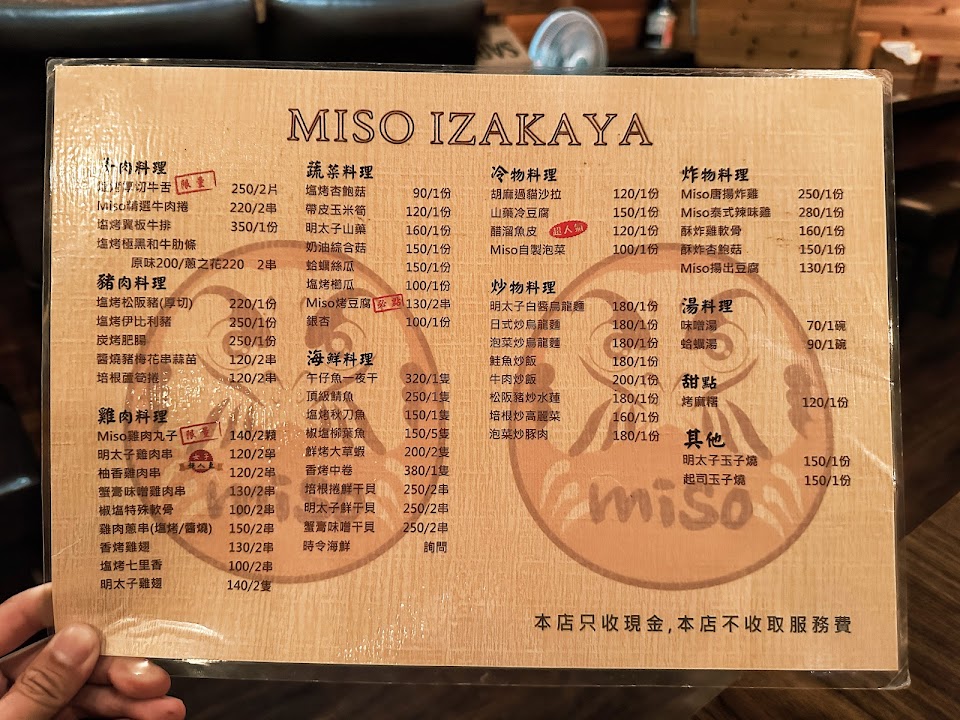 MISO IZAKAYA
牛肉料理
塩烤厚切牛舌 限量 250/2片
Miso精選牛肉捲 220/2串
塩烤翼板牛排 350/1份
塩烤極黑和牛肋條
原味200/蔥之花220 2串
豬肉料理
塩烤松阪豬(厚切) 220/1份
塩烤伊比利豬 250/1份
炭烤肥腸 250/1份
醬燒豬梅花串蒜苗 120/2串
培根蘆筍捲 120/2串
雞肉料理
Miso雞肉丸子 限量 140/2顆
明太子雞肉串 120/2串
柚香雞肉串 120/2串
蟹膏味噌雞肉串 130/2串
椒塩特殊軟骨 100/2串
雞肉蔥串(塩烤/醬燒) 150/2串
香烤雞翅 130/2串
塩烤七里香 100/2串
明太子雞翅 140/2隻
蔬菜料理
塩烤杏鮑菇 90/1份
帶皮玉米筍 120/1份
明太子山藥 160/1份
奶油綜合菇 150/1份
蛤蠣絲瓜 150/1份
塩烤櫛瓜 100/1份
Miso烤豆腐 必點 130/2串
銀杏 100/1份
海鮮料理
午仔魚一夜干 320/1隻
頂級鯖魚 250/1隻
塩烤秋刀魚 150/1隻
椒塩柳葉魚 150/5隻
鮮烤大草蝦 200/2隻
香烤中卷 380/1隻
培根捲鮮干貝 250/2串
明太子鮮干貝 250/2串
蟹膏味噌干貝 250/2串
時令海鮮 詢問
冷物料理
胡麻過貓沙拉 120/1份
山藥冷豆腐 150/1份
醋溜魚皮 超人氣 120/1份
Miso自製泡菜 100/1份
炒物料理
明太子白醬烏龍麵 180/1份
日式炒烏龍麵 180/1份
泡菜炒烏龍麵 180/1份
鮭魚炒飯 180/1份
牛肉炒飯 200/1份
松阪豬炒水蓮 180/1份
培根炒高麗菜 160/1份
泡菜炒豚肉 180/1份
炸物料理
Miso唐揚炸雞 250/1份
Miso泰式辣味雞 280/1份
酥炸雞軟骨 160/1份
酥炸杏鮑菇 150/1份
Miso揚出豆腐 130/1份
湯料理
味噌湯 70/1碗
蛤蠣湯 90/1碗
甜點
烤麻糬 120/1份
其他
明太子玉子燒 150/1份
起司玉子燒 150/1份
miso
miso
本店只收現金,本店不收取服務費